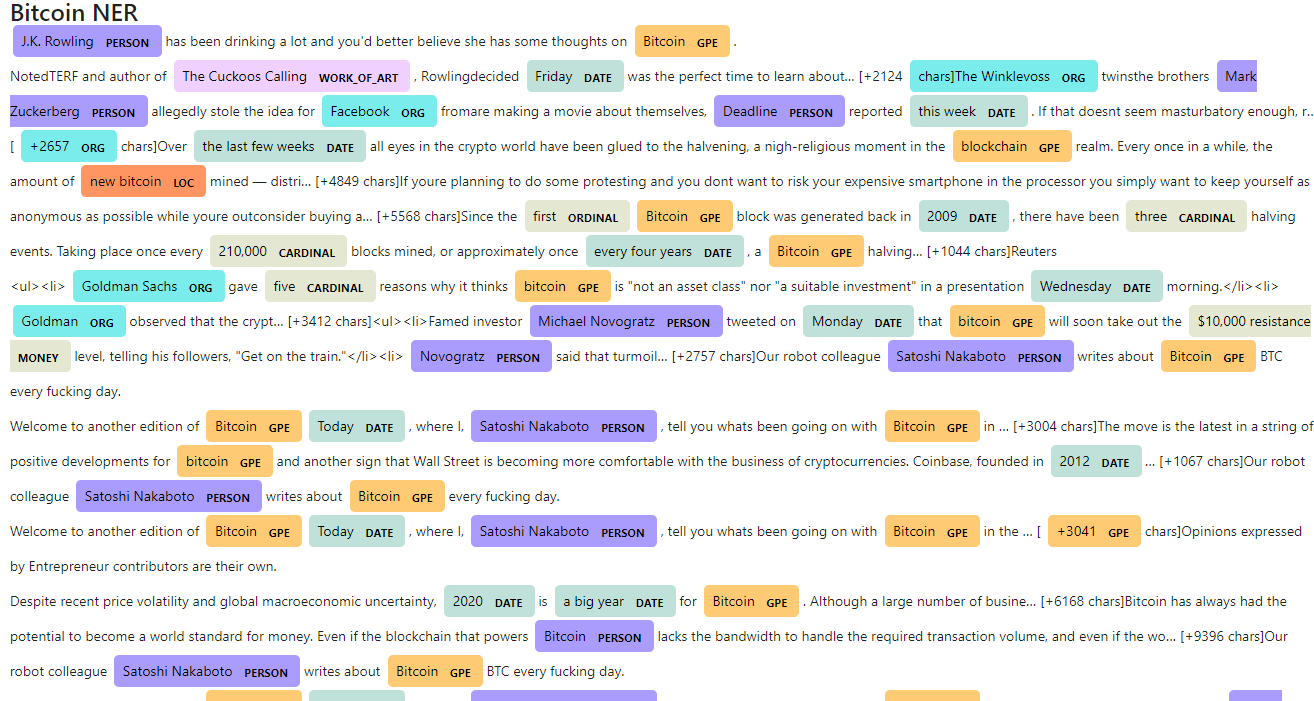 Bitcoin NER
J.K. Rowling PERSON has been drinking a lot and you'd better believe she has some thoughts on Bitcoin GPE .
NotedTERF and author of The Cuckoos Calling WORK_OF_ART , Rowlingdecided Friday DATE was the perfect time to learn about… [+2124 chars]The Winklevoss ORG twinsthe brothers Mark
Zuckerberg PERSON allegedly stole the idea for Facebook ORG fromare making a movie about themselves, Deadline PERSON reported this week DATE . If that doesnt seem masturbatory enough, r…
[ +2657 ORG chars]Over the last few weeks DATE all eyes in the crypto world have been glued to the halvening, a nigh-religious moment in the blockchain GPE realm. Every once in a while, the
amount of new bitcoin LOC mined — distri… [+4849 chars]If youre planning to do some protesting and you dont want to risk your expensive smartphone in the processor you simply want to keep yourself as
anonymous as possible while youre outconsider buying a… [+5568 chars]Since the first ORDINAL Bitcoin GPE block was generated back in 2009 DATE , there have been three CARDINAL halving
events. Taking place once every 210,000 CARDINAL blocks mined, or approximately once every four years DATE , a Bitcoin GPE halving… [+1044 chars]Reuters
<ul><li> Goldman Sachs ORG gave five CARDINAL reasons why it thinks bitcoin GPE is "not an asset class" nor "a suitable investment" in a presentation Wednesday DATE morning.</li><li>
Goldman ORG observed that the crypt… [+3412 chars]<ul><li>Famed investor Michael Novogratz PERSON tweeted on Monday DATE that bitcoin GPE will soon take out the $10,000 resistance
MONEY level, telling his followers, "Get on the train."</li><li> Novogratz PERSON said that turmoil… [+2757 chars]Our robot colleague Satoshi Nakaboto PERSON writes about Bitcoin GPE BTC
every fucking day.
Welcome to another edition of Bitcoin GPE Today DATE , where I, Satoshi Nakaboto PERSON , tell you whats been going on with Bitcoin GPE in … [+3004 chars]The move is the latest in a string of
positive developments for bitcoin GPE and another sign that Wall Street is becoming more comfortable with the business of cryptocurrencies. Coinbase, founded in 2012 DATE … [+1067 chars]Our robot
colleague Satoshi Nakaboto PERSON writes about Bitcoin GPE every fucking day.
Welcome to another edition of Bitcoin GPE Today DATE , where I, Satoshi Nakaboto PERSON , tell you whats been going on with Bitcoin GPE in the … [ +3041 GPE chars]Opinions expressed
by Entrepreneur contributors are their own.
Despite recent price volatility and global macroeconomic uncertainty, 2020 DATE is a big year DATE for Bitcoin GPE . Although a large number of busine… [+6168 chars]Bitcoin has always had the
potential to become a world standard for money. Even if the blockchain that powers Bitcoin PERSON lacks the bandwidth to handle the required transaction volume, and even if the wo… [+9396 chars]Our
robot colleague Satoshi Nakaboto PERSON writes about Bitcoin GPE BTC every fucking day.